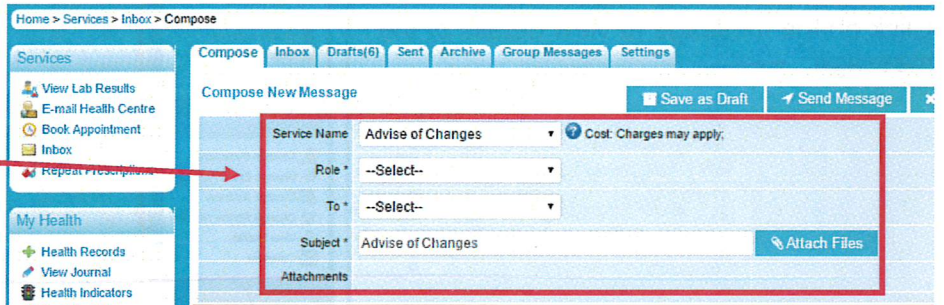 Home > Services > Inbox > Compose
Services
View Lab Results
E-mail Health Centre
Book Appointment
Inbox
Repeat Prescriptions
My Health
Health Records
View Journal
Health Indicators
Compose Inbox Drafts(6) Sent Archive Group Messages Settings
Compose New Message
Save as Draft Send Message
Service Name Advise of Changes Cost: Charges may apply;
Role * --Select--
To * --Select--
Subject * Advise of Changes Attach Files
Attachments